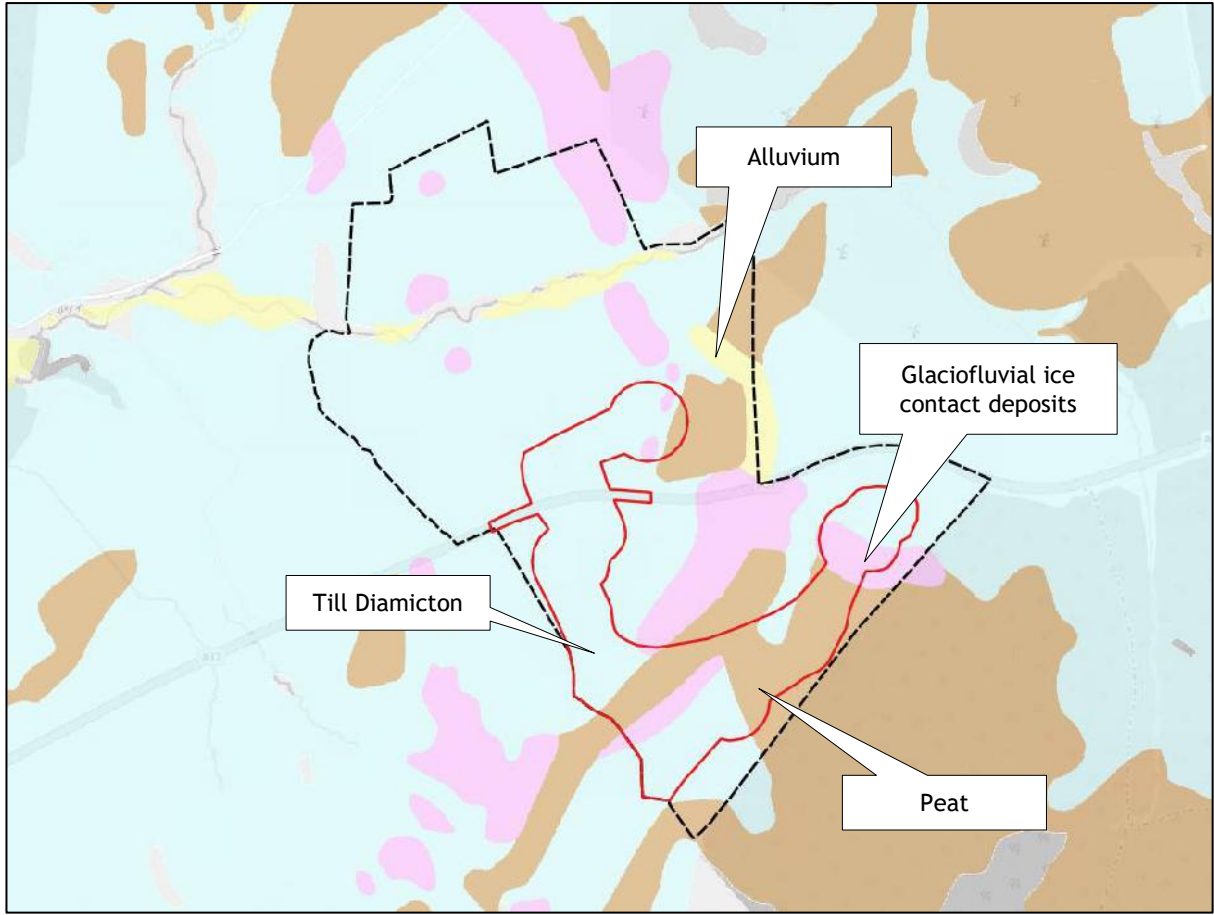 Alluvium
Glaciofluvial ice
contact deposits
Till Diamicton
Peat